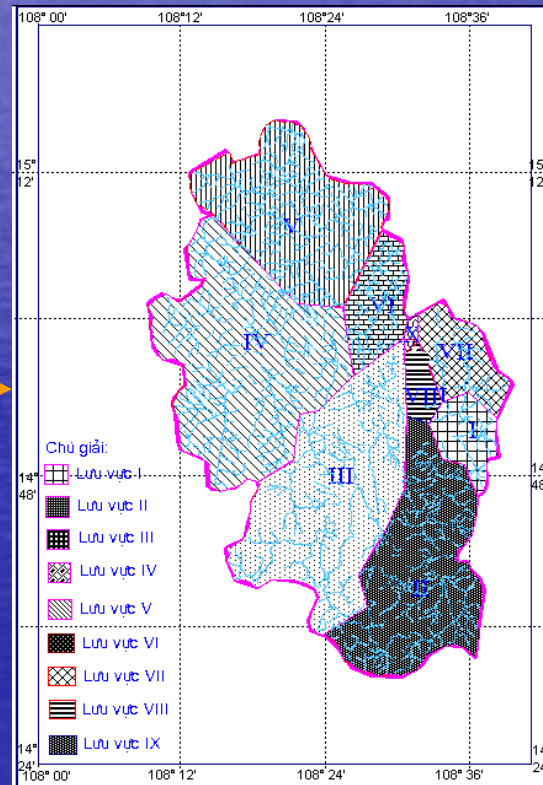 108° 00' 108° 12' 108° 24' 108° 36'
15° 15
12' 12
V
VI
IX
IV VII
VIII
I
Chú giải:
Lưu vực I
III
14° 14
48' 48
Lưu vực II
Lưu vực III
Lưu vực IV
II
Lưu vực V
Lưu vực VI
Lưu vực VII
Lưu vực VIII
Lưu vực IX
14° 14
24' 24
108° 00' 108° 12' 108° 24' 108° 36'